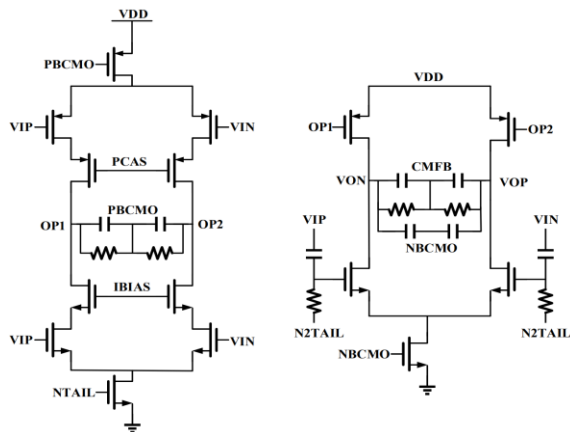 VDD
PBCMO
VIP
VIN
PCAS
OP1
PBCMO
OP2
IBIAS
VIP
VIN
NTAIL
VDD
OP1
OP2
VON
CMFB
VOP
VIP
VIN
NBCMO
N2TAIL
N2TAIL
NBCMO